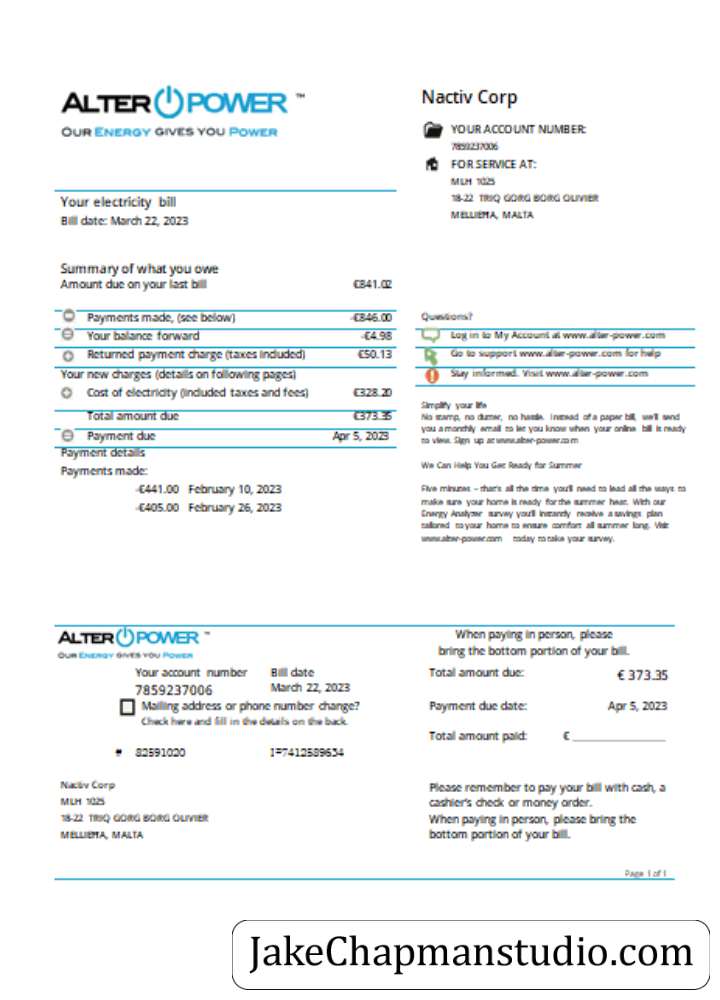 ALTER POWER ™
OUR ENERGY GIVES YOU POWER
Nactiv Corp
YOUR ACCOUNT NUMBER:
7859237006
FOR SERVICE AT:
MLH 1025
18-22 TRIQ GORG BORG OLIVIER
MELLIEĦA, MALTA
Your electricity bill
Bill date: March 22, 2023
Summary of what you owe
Amount due on your last bill €841.02
Payments made, (see below) -€846.00
Your balance forward -€4.98
Returned payment charge (taxes included) €50.13
Your new charges (details on following pages)
Cost of electricity (included taxes and fees) €328.20
Total amount due €373.35
Payment due Apr 5, 2023
Payment details
Payments made:
-€441.00 February 10, 2023
-€405.00 February 26, 2023
Questions?
Log in to My Account at www.alter-power.com
Go to support www.alter-power.com for help
Stay informed. Visit www.alter-power.com
Simplify your life
No stamp, no clutter, no hassle. Instead of a paper bill, we'll send
you a monthly email to let you know when your online bill is ready
to view. Sign up at www.alter-power.com
We Can Help You Get Ready for Summer
Five minutes – that's all the time you'll need to lead all the ways to
make sure your home is ready for the summer heat. With our
Energy Analyzer survey you'll instantly receive a savings plan
tailored to your home to ensure comfort all summer long. Visit
www.alter-power.com today to take your survey.
ALTER POWER ™
OUR ENERGY GIVES YOU POWER
Your account number Bill date
7859237006 March 22, 2023
Mailing address or phone number change?
Check here and fill in the details on the back.
# 82591020 I=7412589634
Nactiv Corp
MLH 1025
18-22 TRIQ GORG BORG OLIVIER
MELLIEĦA, MALTA
When paying in person, please
bring the bottom portion of your bill.
Total amount due: € 373.35
Payment due date: Apr 5, 2023
Total amount paid: € ______________
Please remember to pay your bill with cash, a
cashier's check or money order.
When paying in person, please bring the
bottom portion of your bill.
Page 1 of 1
JakeChapmanstudio.com